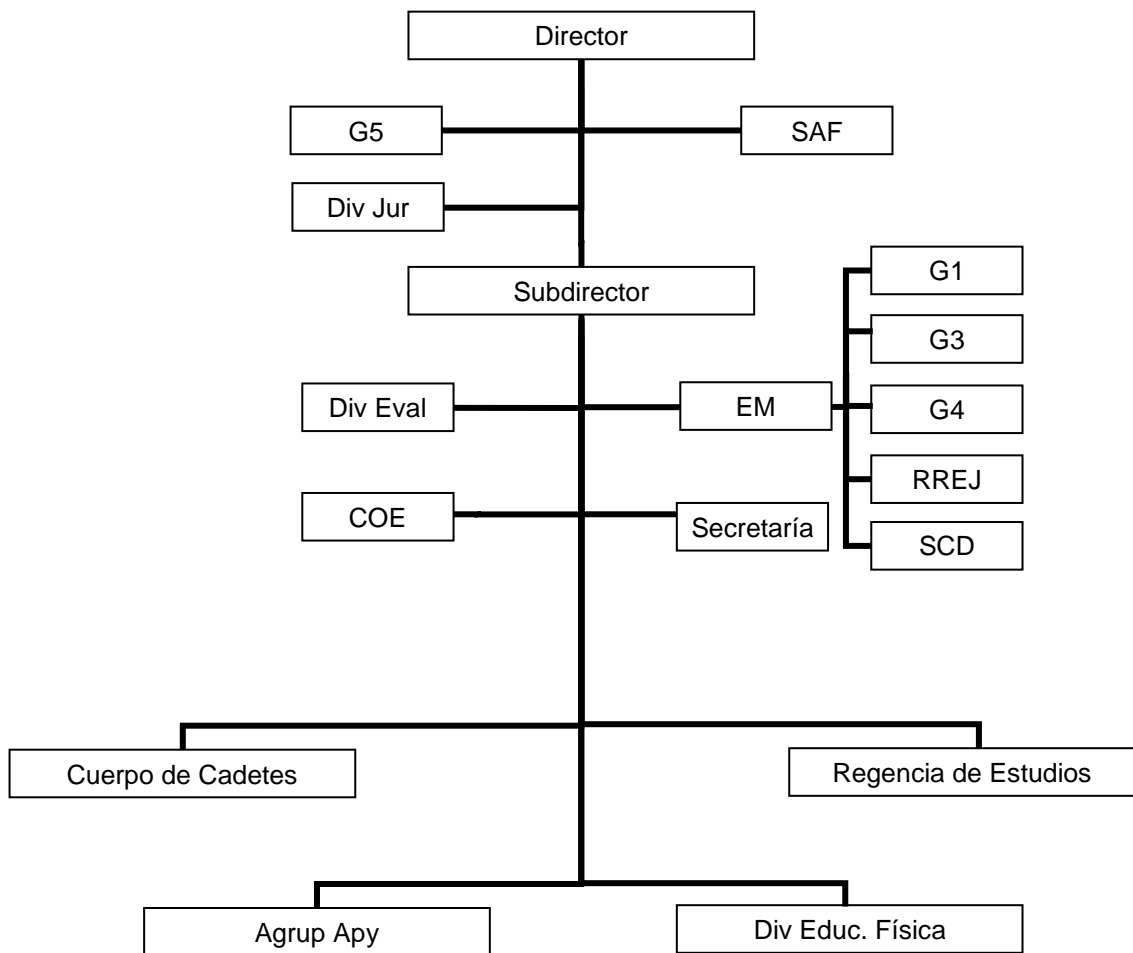 Director
G5
SAF
Div Jur
Subdirector
G1
G3
Div Eval
EM
G4
RREJ
COE
Secretaría
SCD
Cuerpo de Cadetes
Regencia de Estudios
Agrup Apy
Div Educ. Física